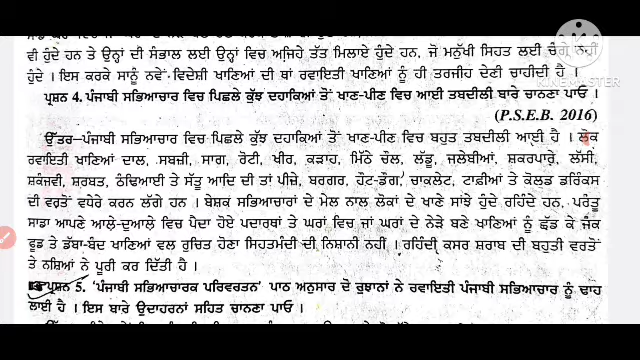 ਵੀ ਹੁੰਦੇ ਹਨ ਤੇ ਉਨ੍ਹਾਂ ਦੀ ਸੰਭਾਲ ਲਈ ਉਨ੍ਹਾਂ ਵਿਚ ਅਜਿਹੇ ਤੱਤ ਮਿਲਾਏ ਹੁੰਦੇ ਹਨ, ਜੋ ਮਨੁੱਖੀ ਸਿਹਤ ਲਈ ਚੰਗੇ ਨਹੀਂ
ਹੁੰਦੇ । ਇਸ ਕਰਕੇ ਸਾਨੂੰ ਨਵੇਂ ਵਿਦੇਸ਼ੀ ਖਾਣਿਆਂ ਦੀ ਥਾਂ ਰਵਾਇਤੀ ਖਾਣਿਆਂ ਨੂੰ ਹੀ ਤਰਜੀਹ ਦੇਣੀ ਚਾਹੀਦੀ ਹੈ ।
KINEMASTER
ਪ੍ਰਸ਼ਨ 4. ਪੰਜਾਬੀ ਸਭਿਆਚਾਰ ਵਿਚ ਪਿਛਲੇ ਕੁੱਝ ਦਹਾਕਿਆਂ ਤੋਂ ਖਾਣ-ਪੀਣ ਵਿਚ ਆਈ ਤਬਦੀਲੀ ਬਾਰੇ ਚਾਨਣਾ ਪਾਓ ।
(P.S.E.B. 2016)
ਉੱਤਰ-ਪੰਜਾਬੀ ਸਭਿਆਚਾਰ ਵਿਚ ਪਿਛਲੇ ਕੁੱਝ ਦਹਾਕਿਆਂ ਤੋਂ ਖਾਣ-ਪੀਣ ਵਿਚ ਬਹੁਤ ਤਬਦੀਲੀ ਆਈ ਹੈ । ਲੋਕ
ਰਵਾਇਤੀ ਖਾਣਿਆਂ ਦਾਲ, ਸਬਜ਼ੀ, ਸਾਗ, ਰੋਟੀ, ਖੀਰ, ਕੜਾਹ, ਮਿੱਠੇ ਚੌਲ, ਲੱਡੂ, ਜਲੇਬੀਆਂ, ਸ਼ਕਰਪਾਰੇ, ਲੱਸੀ,
ਸ਼ਕੰਜਵੀ, ਸ਼ਰਬਤ, ਠੰਢਿਆਈ ਤੇ ਸੱਤੂ ਆਦਿ ਦੀ ਤਾਂ ਪੀਜ਼ੇ, ਬਰਗਰ, ਹੌਟ-ਡੌਗ, ਚਾਕਲੇਟ, ਟਾਫ਼ੀਆਂ ਤੇ ਕੋਲਡ ਡਰਿੰਕਸ
ਦੀ ਵਰਤੋਂ ਵਧੇਰੇ ਕਰਨ ਲੱਗੇ ਹਨ । ਬੇਸ਼ਕ ਸਭਿਆਚਾਰਾਂ ਦੇ ਮੇਲ ਨਾਲ ਲੋਕਾਂ ਦੇ ਖਾਣੇ ਸਾਂਝੇ ਹੁੰਦੇ ਰਹਿੰਦੇ ਹਨ, ਪਰੰਤੂ
ਸਾਡਾ ਆਪਣੇ ਆਲੇ-ਦੁਆਲੇ ਵਿਚ ਪੈਦਾ ਹੋਏ ਪਦਾਰਥਾਂ ਤੇ ਘਰਾਂ ਵਿਚ ਜਾਂ ਘਰਾਂ ਦੇ ਨੇੜੇ ਬਣੇ ਖਾਣਿਆਂ ਨੂੰ ਛੱਡ ਕੇ ਜੰਕ
ਫੂਡ ਤੇ ਡੱਬਾ-ਬੰਦ ਖਾਣਿਆਂ ਵਲ ਰੁਚਿਤ ਹੋਣਾ ਸਿਹਤਮੰਦੀ ਦੀ ਨਿਸ਼ਾਨੀ ਨਹੀਂ । ਰਹਿੰਦੀ ਕਸਰ ਸ਼ਰਾਬ ਦੀ ਬਹੁਤੀ ਵਰਤੋਂ
ਤੇ ਨਸ਼ਿਆਂ ਨੇ ਪੂਰੀ ਕਰ ਦਿੱਤੀ ਹੈ ।
ਪ੍ਰਸ਼ਨ 5. 'ਪੰਜਾਬੀ ਸਭਿਆਚਾਰਕ ਪਰਿਵਰਤਨ' ਪਾਠ ਅਨੁਸਾਰ ਦੋ ਰੁਝਾਨਾਂ ਨੇ ਰਵਾਇਤੀ ਪੰਜਾਬੀ ਸਭਿਆਚਾਰ ਨੂੰ ਢਾਹ
ਲਾਈ ਹੈ । ਇਸ ਬਾਰੇ ਉਦਾਹਰਨਾਂ ਸਹਿਤ ਚਾਨਣਾ ਪਾਓ ।